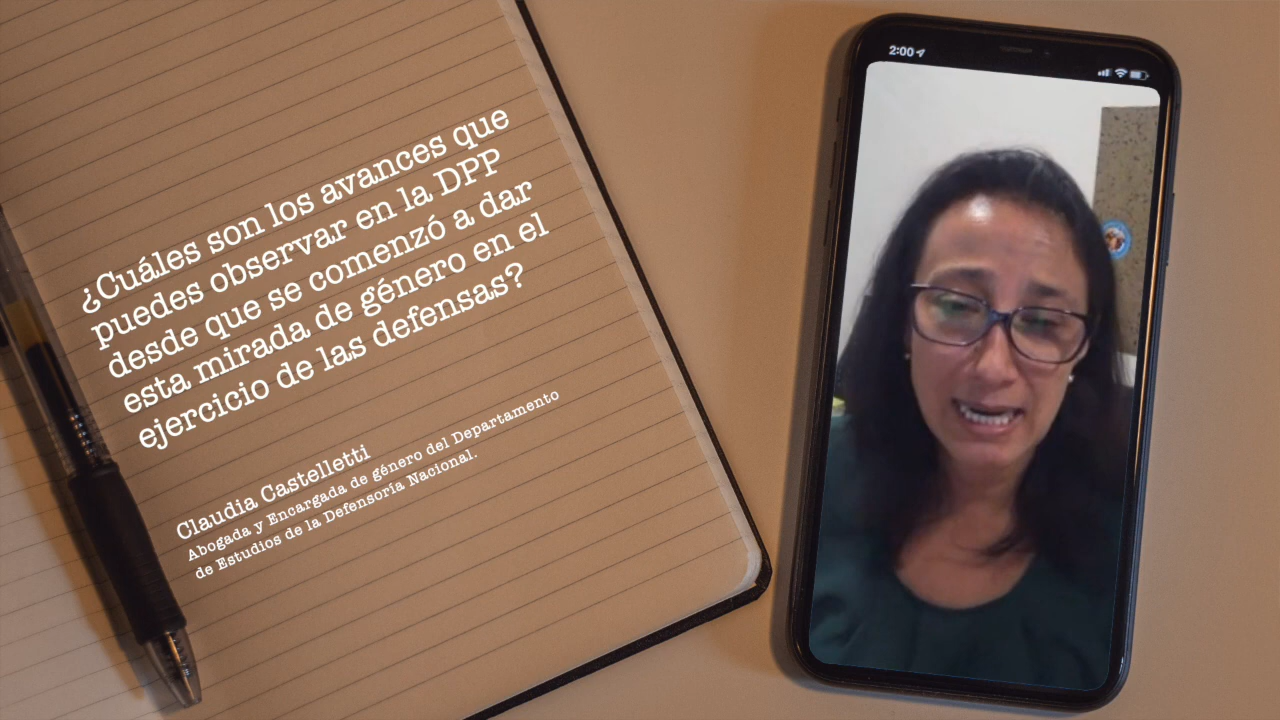 ¿Cuáles son los avances que
puedes observar en la DPP
desde que se comenzó a dar
esta mirada de género en el
ejercicio de las defensas?
Claudia Castelletti
Abogada y Encargada de género del Departamento
de Estudios de la Defensoría Nacional.
2:00